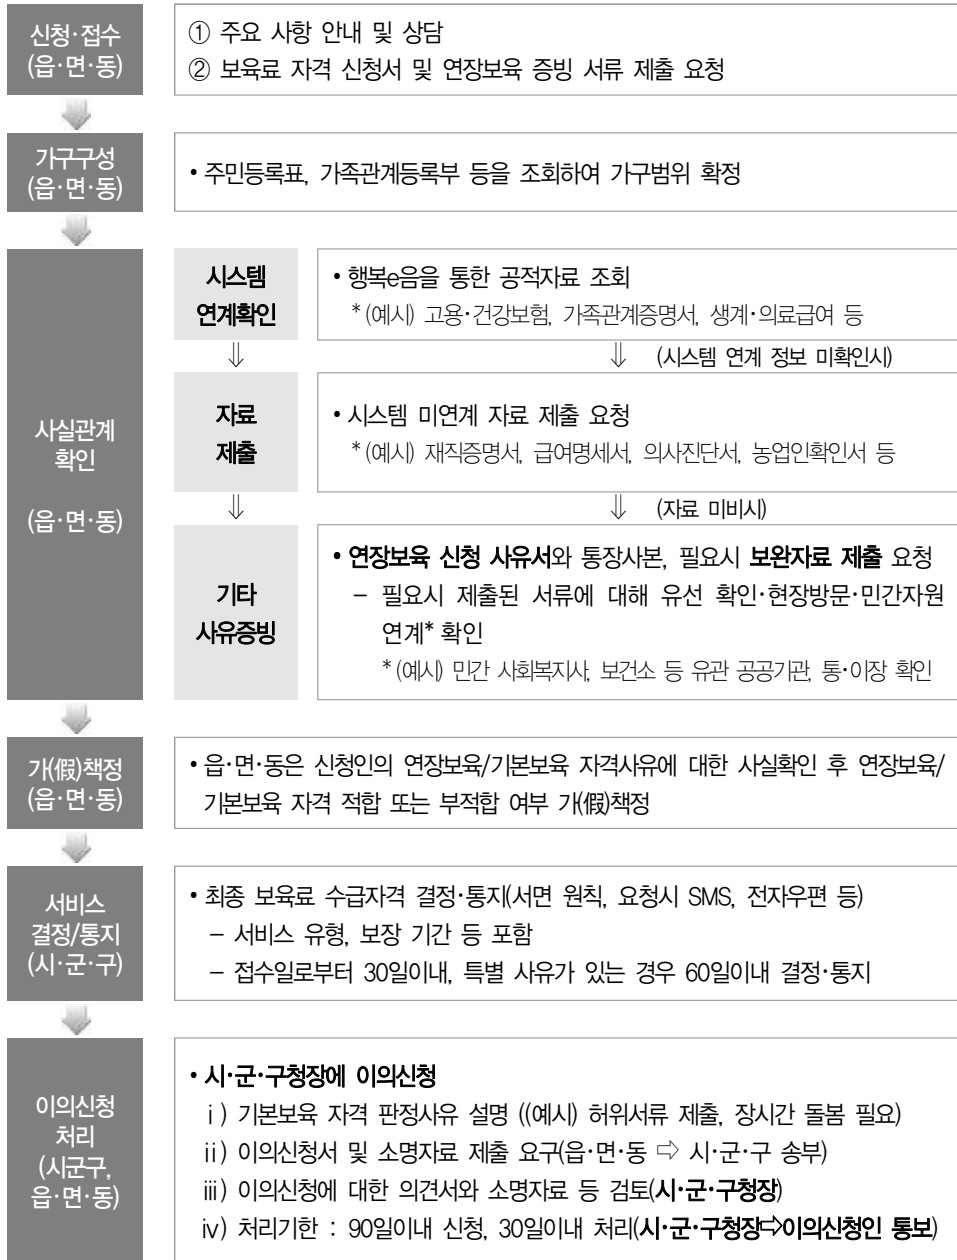 신청·접수
(읍·면·동)
① 주요 사항 안내 및 상담
② 보육료 자격 신청서 및 연장보육 증빙 서류 제출 요청
가구구성
(읍·면·동)
• 주민등록표, 가족관계등록부 등을 조회하여 가구범위 확정
사실관계
확인
(읍·면·동)
시스템
연계확인
• 행복e음을 통한 공적자료 조회
* (예시) 고용·건강보험, 가족관계증명서, 생계·의료급여 등
⇓ ⇓ (시스템 연계 정보 미확인시)
자료
제출
• 시스템 미연계 자료 제출 요청
* (예시) 재직증명서, 급여명세서, 의사진단서, 농업인확인서 등
⇓ ⇓ (자료 미비시)
기타
사유증빙
• 연장보육 신청 사유서와 통장사본, 필요시 보완자료 제출 요청
– 필요시 제출된 서류에 대해 유선 확인·현장방문·민간자원
연계* 확인
* (예시) 민간 사회복지사, 보건소 등 유관 공공기관, 통·이장 확인
가(假)책정
(읍·면·동)
• 읍·면·동은 신청인의 연장보육/기본보육 자격사유에 대한 사실확인 후 연장보육/
기본보육 자격 적합 또는 부적합 여부 가(假)책정
서비스
결정/통지
(시·군·구)
• 최종 보육료 수급자격 결정·통지(서면 원칙, 요청시 SMS, 전자우편 등)
– 서비스 유형, 보장 기간 등 포함
– 접수일로부터 30일이내, 특별 사유가 있는 경우 60일이내 결정·통지
이의신청
처리
(시군구,
읍·면·동)
• 시·군·구청장에 이의신청
ⅰ) 기본보육 자격 판정사유 설명 ((예시) 허위서류 제출, 장시간 돌봄 필요)
ⅱ) 이의신청서 및 소명자료 제출 요구(읍·면·동 ⇨ 시·군·구 송부)
ⅲ) 이의신청에 대한 의견서와 소명자료 등 검토(시·군·구청장)
ⅳ) 처리기한 : 90일이내 신청, 30일이내 처리(시·군·구청장⇨이의신청인 통보)